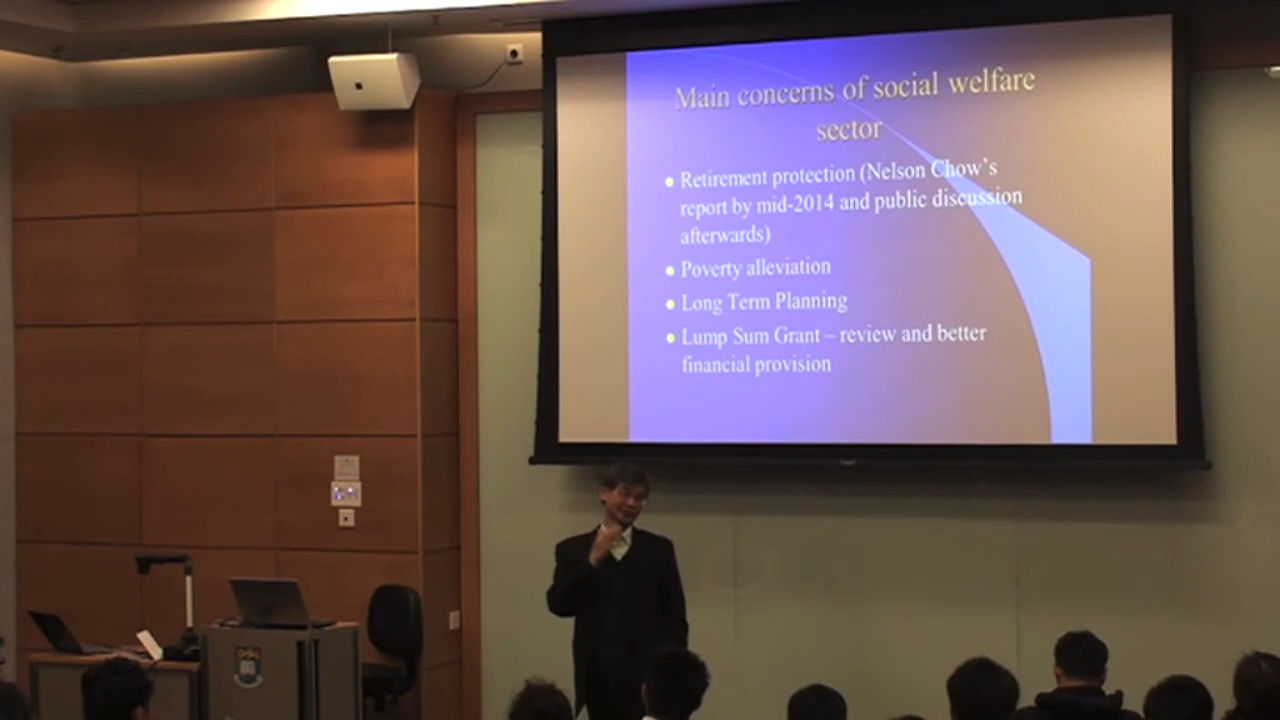 Main concerns of social welfare
sector
• Retirement protection (Nelson Chow's
report by mid-2014 and public discussion
afterwards)
• Poverty alleviation
• Long Term Planning
• Lump Sum Grant – review and better
financial provision